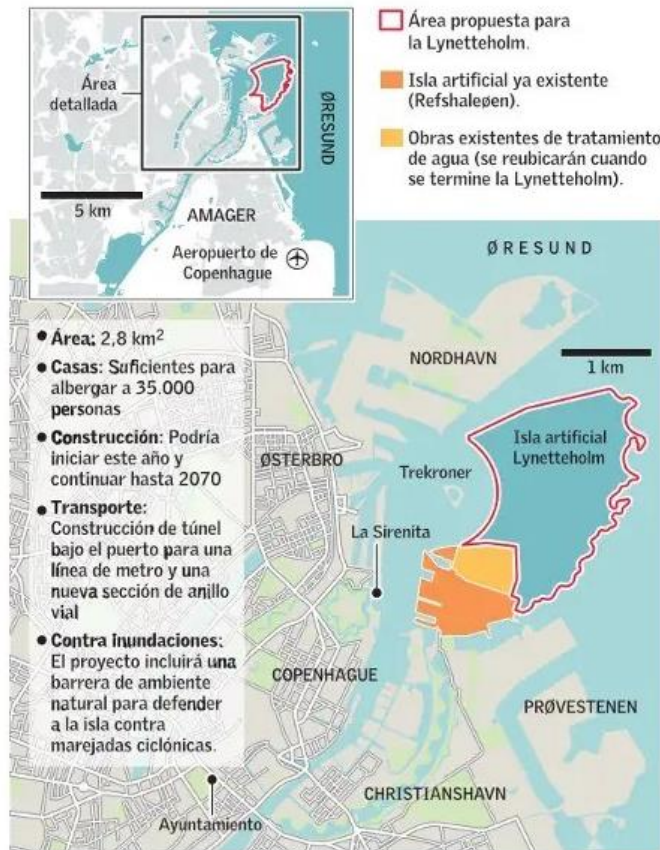 Área
detallada
ØRESUND
5 km
AMAGER
Aeropuerto de
Copenhague
Área propuesta para
la Lynetteholm.
Isla artificial ya existente
(Refshaleøen).
Obras existentes de tratamiento
de agua (se reubicarán cuando
se termine la Lynetteholm).
ØRESUND
NORDHAVN
1 km
Isla artificial
Lynetteholm
ØSTERBRO
Trekroner
La Sirenita
COPENHAGUE
PRØVESTENEN
CHRISTIANSHAVN
Ayuntamiento
• Área: 2,8 km²
• Casas: Suficientes para
albergar a 35.000
personas
• Construcción: Podría
iniciar este año y
continuar hasta 2070
• Transporte:
Construcción de túnel
bajo el puerto para una
línea de metro y una
nueva sección de anillo
vial
• Contra inundaciones:
El proyecto incluirá una
barrera de ambiente
natural para defender
a la isla contra
marejadas ciclónicas.